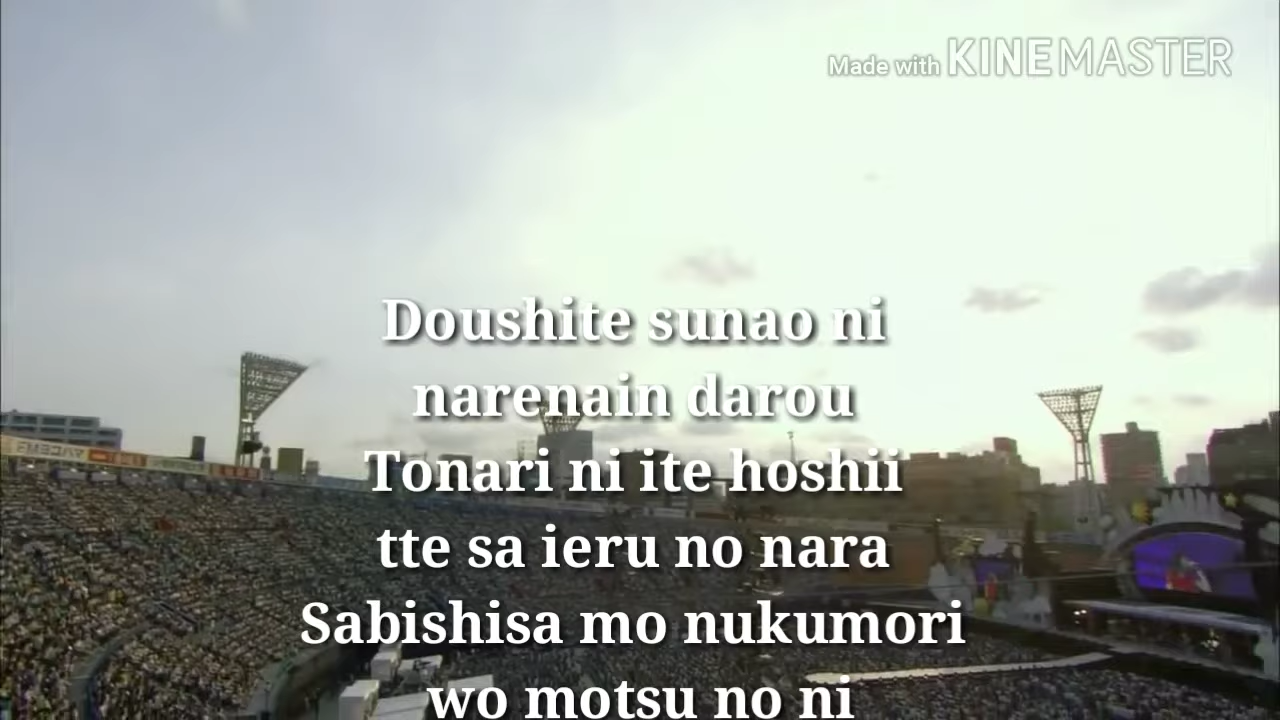 Made with KINEMASTER
Doushite sunao ni
narenain darou
Tonari ni ite hoshii
tte sa ieru no nara
Sabishisa mo nukumori
wo motsu no ni